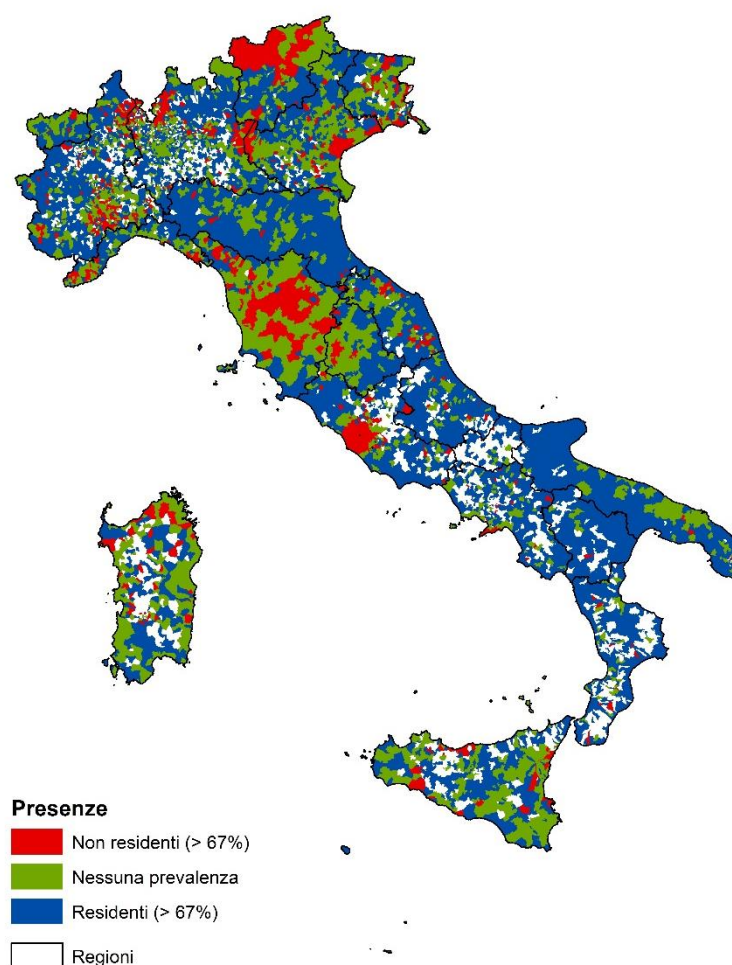 Presenze
Non residenti (> 67%)
Nessuna prevalenza
Residenti (> 67%)
Regioni